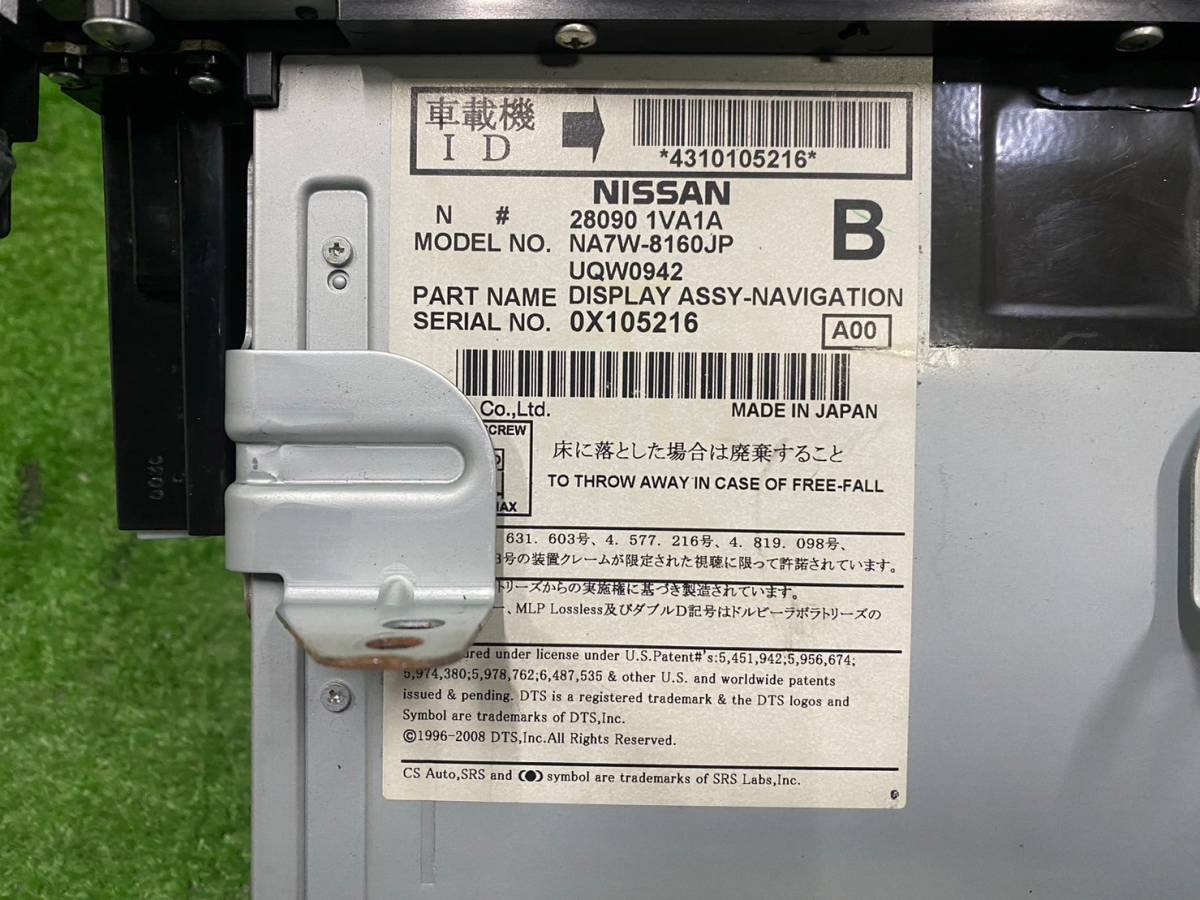 車載機
ID
*4310105216*
NISSAN
N # 28090 1VA1A
B
MODEL NO. NA7W-8160JP
UQW0942
PART NAME DISPLAY ASSY-NAVIGATION
SERIAL NO. 0X105216
A00
Co.,Ltd.
MADE IN JAPAN
床に落とした場合は廃棄すること
TO THROW AWAY IN CASE OF FREE-FALL
631. 603号、4. 577. 216号、4. 819. 098号、
号の装置クレームが限定された視聴に限って許諾されています。
トリーズからの実施権に基づき製造されています。
ー、MLP Lossless及びダブルD記号はドルビーラボラトリーズの
under license under U.S.Patent#'s:5,451,942;5,956,674;
5,974,380;5,978,762;6,487,535 & other U.S. and worldwide patents
issued & pending. DTS is a registered trademark & the DTS logos and
Symbol are trademarks of DTS,Inc.
©1996-2008 DTS,Inc.All Rights Reserved.
CS Auto,SRS and symbol are trademarks of SRS Labs,Inc.